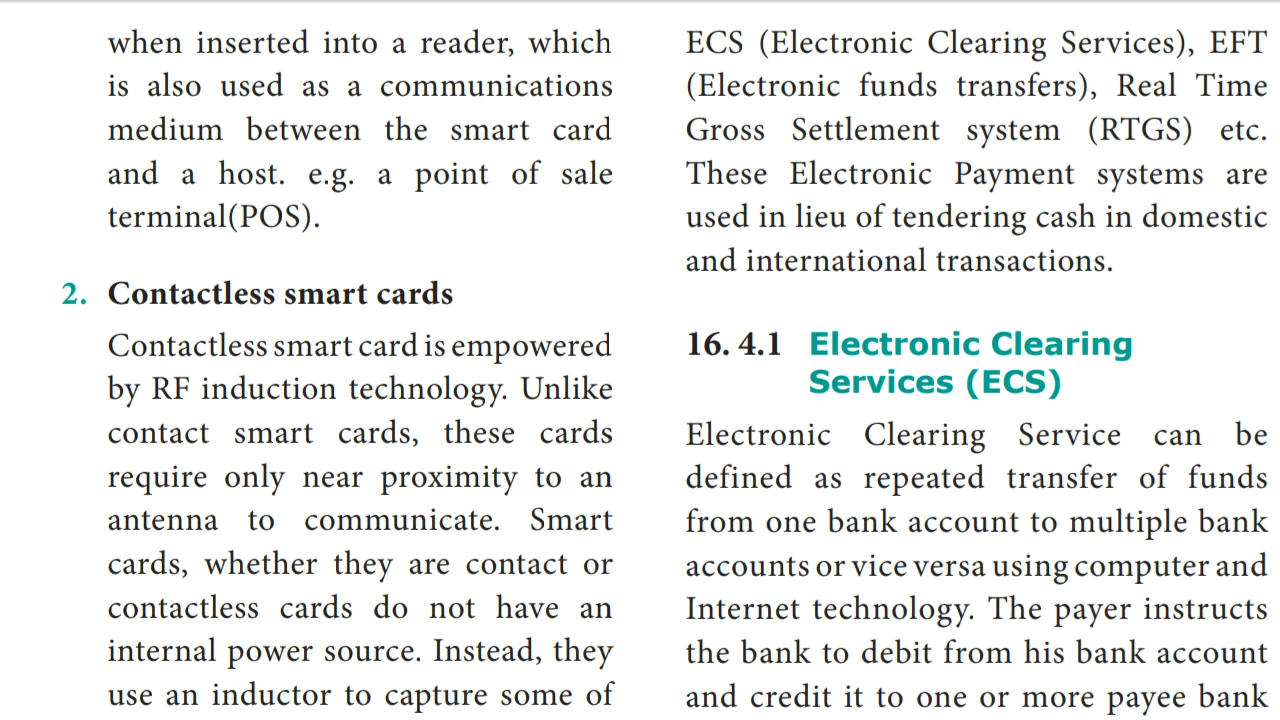 when inserted into a reader, which
is also used as a communications
medium between the smart card
and a host. e.g. a point of sale
terminal(POS).
2. Contactless smart cards
Contactless smart card is empowered
by RF induction technology. Unlike
contact smart cards, these cards
require only near proximity to an
antenna to communicate. Smart
cards, whether they are contact or
contactless cards do not have an
internal power source. Instead, they
use an inductor to capture some of
ECS (Electronic Clearing Services), EFT
(Electronic funds transfers), Real Time
Gross Settlement system (RTGS) etc.
These Electronic Payment systems are
used in lieu of tendering cash in domestic
and international transactions.
16. 4.1 Electronic Clearing
Services (ECS)
Electronic Clearing Service can be
defined as repeated transfer of funds
from one bank account to multiple bank
accounts or vice versa using computer and
Internet technology. The payer instructs
the bank to debit from his bank account
and credit it to one or more payee bank